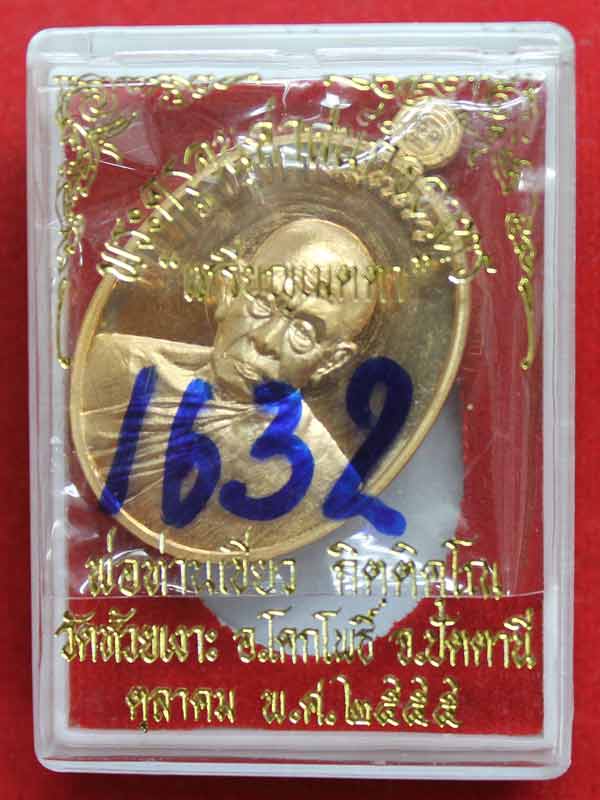 "เหรียญเมตตา"
1632
พ่อท่านเขียว กิตติคุโณ
วัดห้วยเงาะ อ.โคกโพธิ์ จ.ปัตตานี
ตุลาคม พ.ศ.๒๕๕๕